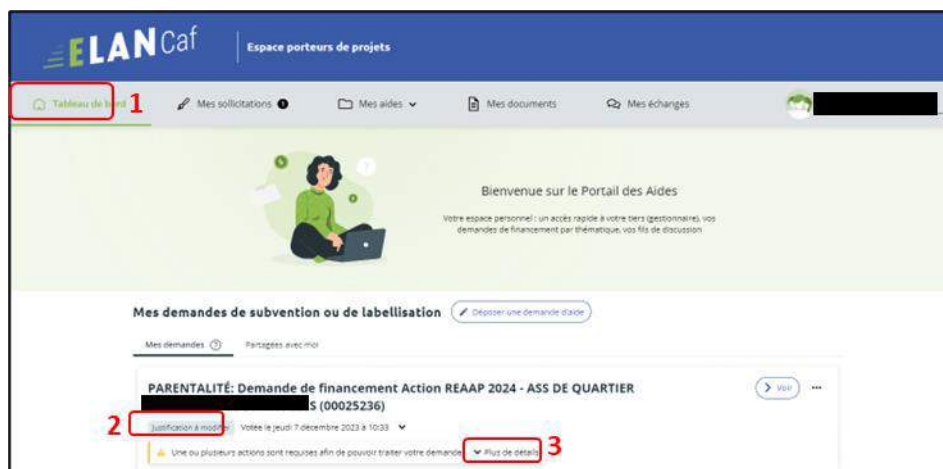 ELAN Caf
Espace porteurs de projets
Tableau de bord 1
Mes sollicitations
Mes aides
Mes documents
Mes échanges
Bienvenue sur le Portail des Aides
Votre espace personnel : un accès rapide à votre tiers (gestionnaire), vos
demandes de financement par thématique, vos fils de discussion
Mes demandes de subvention ou de labellisation
Déposer une demande d'aide
Mes demandes ?
Partagées avec moi
PARENTALITÉ: Demande de financement Action REAAP 2024 - ASS DE QUARTIER
S (00025236)
Voir ...
2 Justification à modifier Votée le jeudi 7 décembre 2023 à 10:33
Une ou plusieurs actions sont requises afin de pouvoir traiter votre demande Plus de détails 3